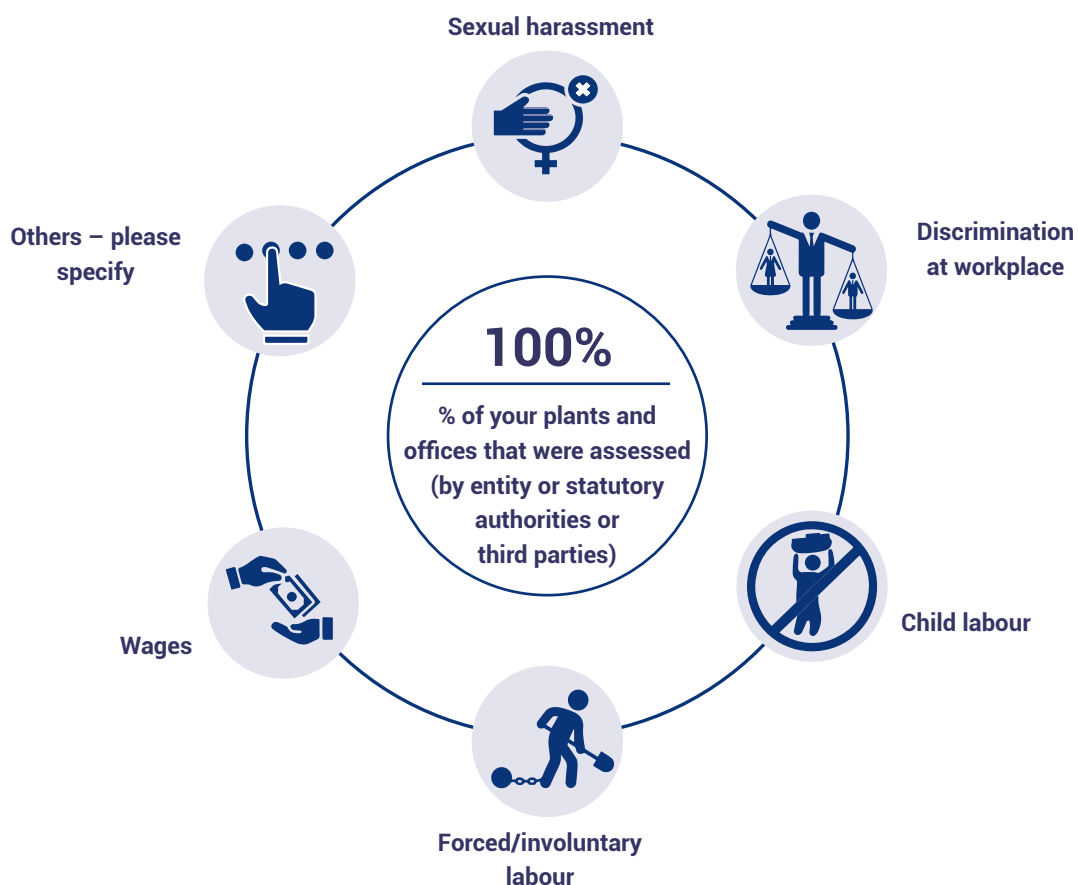 Sexual harassment
Discrimination
at workplace
Child labour
Forced/involuntary
labour
Wages
Others – please
specify
100%
% of your plants and
offices that were assessed
(by entity or statutory
authorities or
third parties)